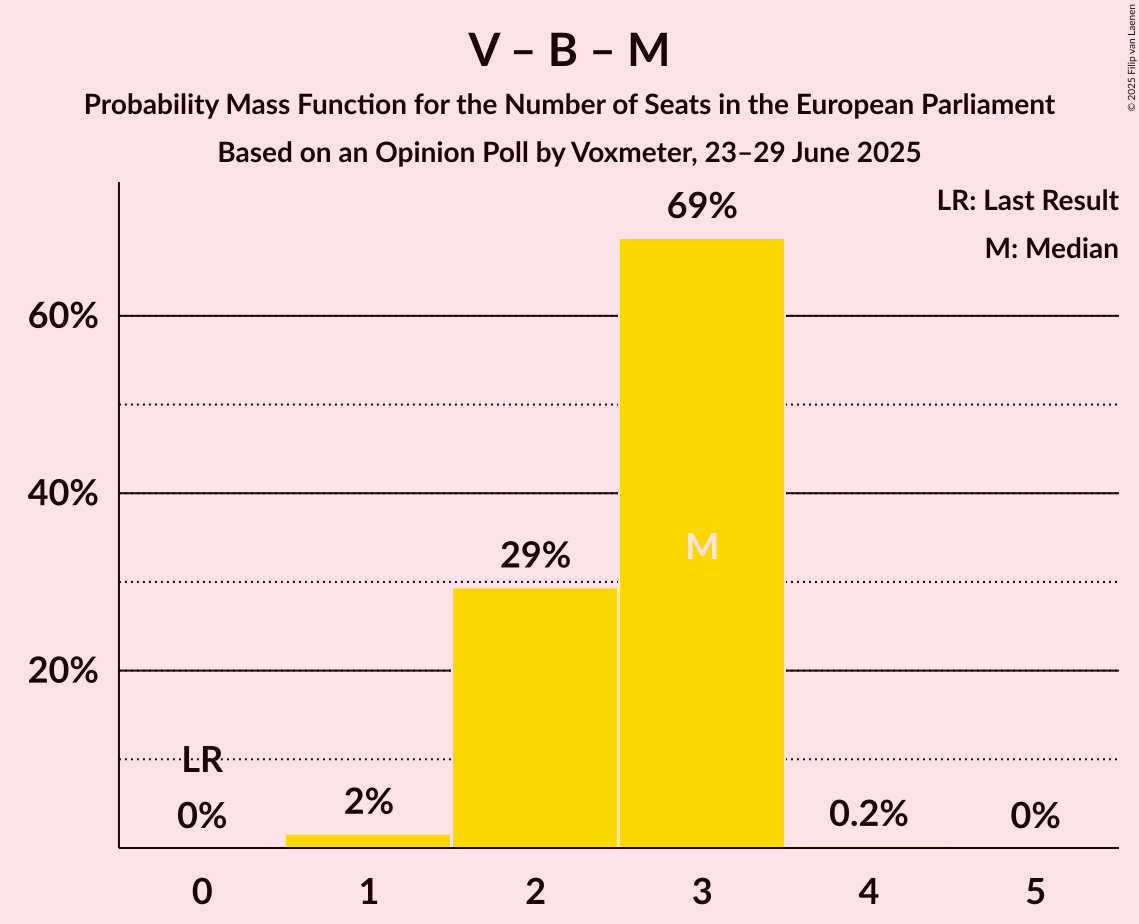 V – B – M
Probability Mass Function for the Number of Seats in the European Parliament
Based on an Opinion Poll by Voxmeter, 23–29 June 2025
© 2025 Filip van Laenen
LR: Last Result
M: Median
69%
60%
40%
29%
M
20%
LR
0%
2%
0.2%
0%
0
1
2
3
4
5